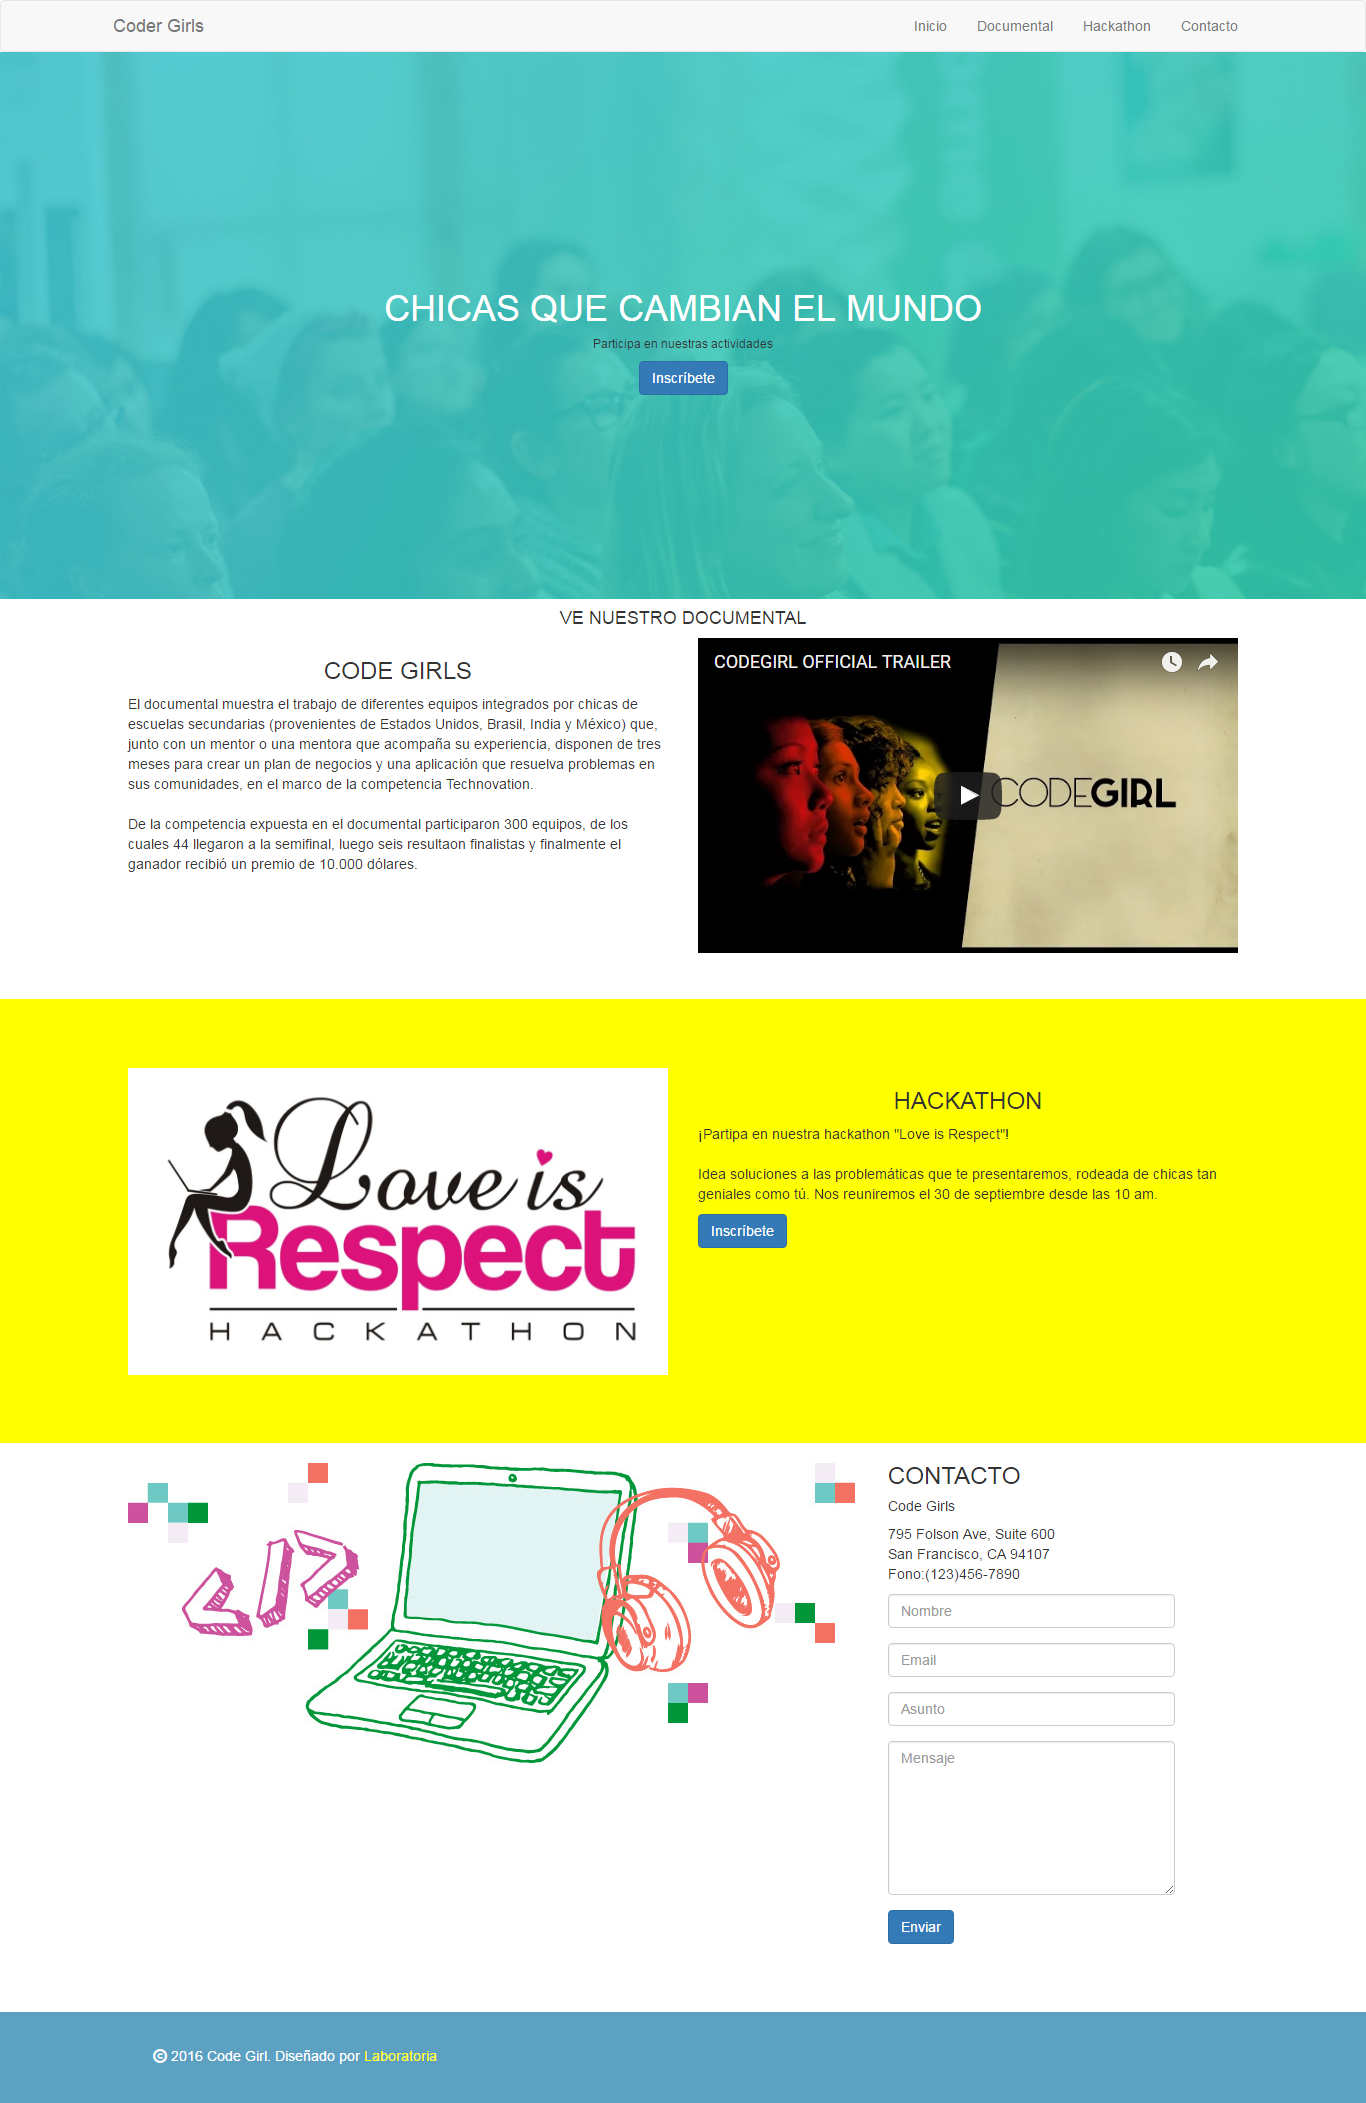 Coder Girls
Inicio
Documental
Hackathon
Contacto
CHICAS QUE CAMBIAN EL MUNDO
Participa en nuestras actividades
Inscríbete
VE NUESTRO DOCUMENTAL
CODE GIRLS
El documental muestra el trabajo de diferentes equipos integrados por chicas de
escuelas secundarias (provenientes de Estados Unidos, Brasil, India y México) que,
junto con un mentor o una mentora que acompaña su experiencia, disponen de tres
meses para crear un plan de negocios y una aplicación que resuelva problemas en
sus comunidades, en el marco de la competencia Technovation.
De la competencia expuesta en el documental participaron 300 equipos, de los
cuales 44 llegaron a la semifinal, luego seis resultaon finalistas y finalmente el
ganador recibió un premio de 10.000 dólares.
CODEGIRL OFFICIAL TRAILER
CODEGIRL
Love is
Respect
HACKATHON
HACKATHON
¡Partipa en nuestra hackathon "Love is Respect"!
Idea soluciones a las problemáticas que te presentaremos, rodeada de chicas tan
geniales como tú. Nos reuniremos el 30 de septiembre desde las 10 am.
Inscríbete
</>
CONTACTO
Code Girls
795 Folson Ave, Suite 600
San Francisco, CA 94107
Fono:(123)456-7890
Nombre
Email
Asunto
Mensaje
Enviar
© 2016 Code Girl. Diseñado por Laboratoria